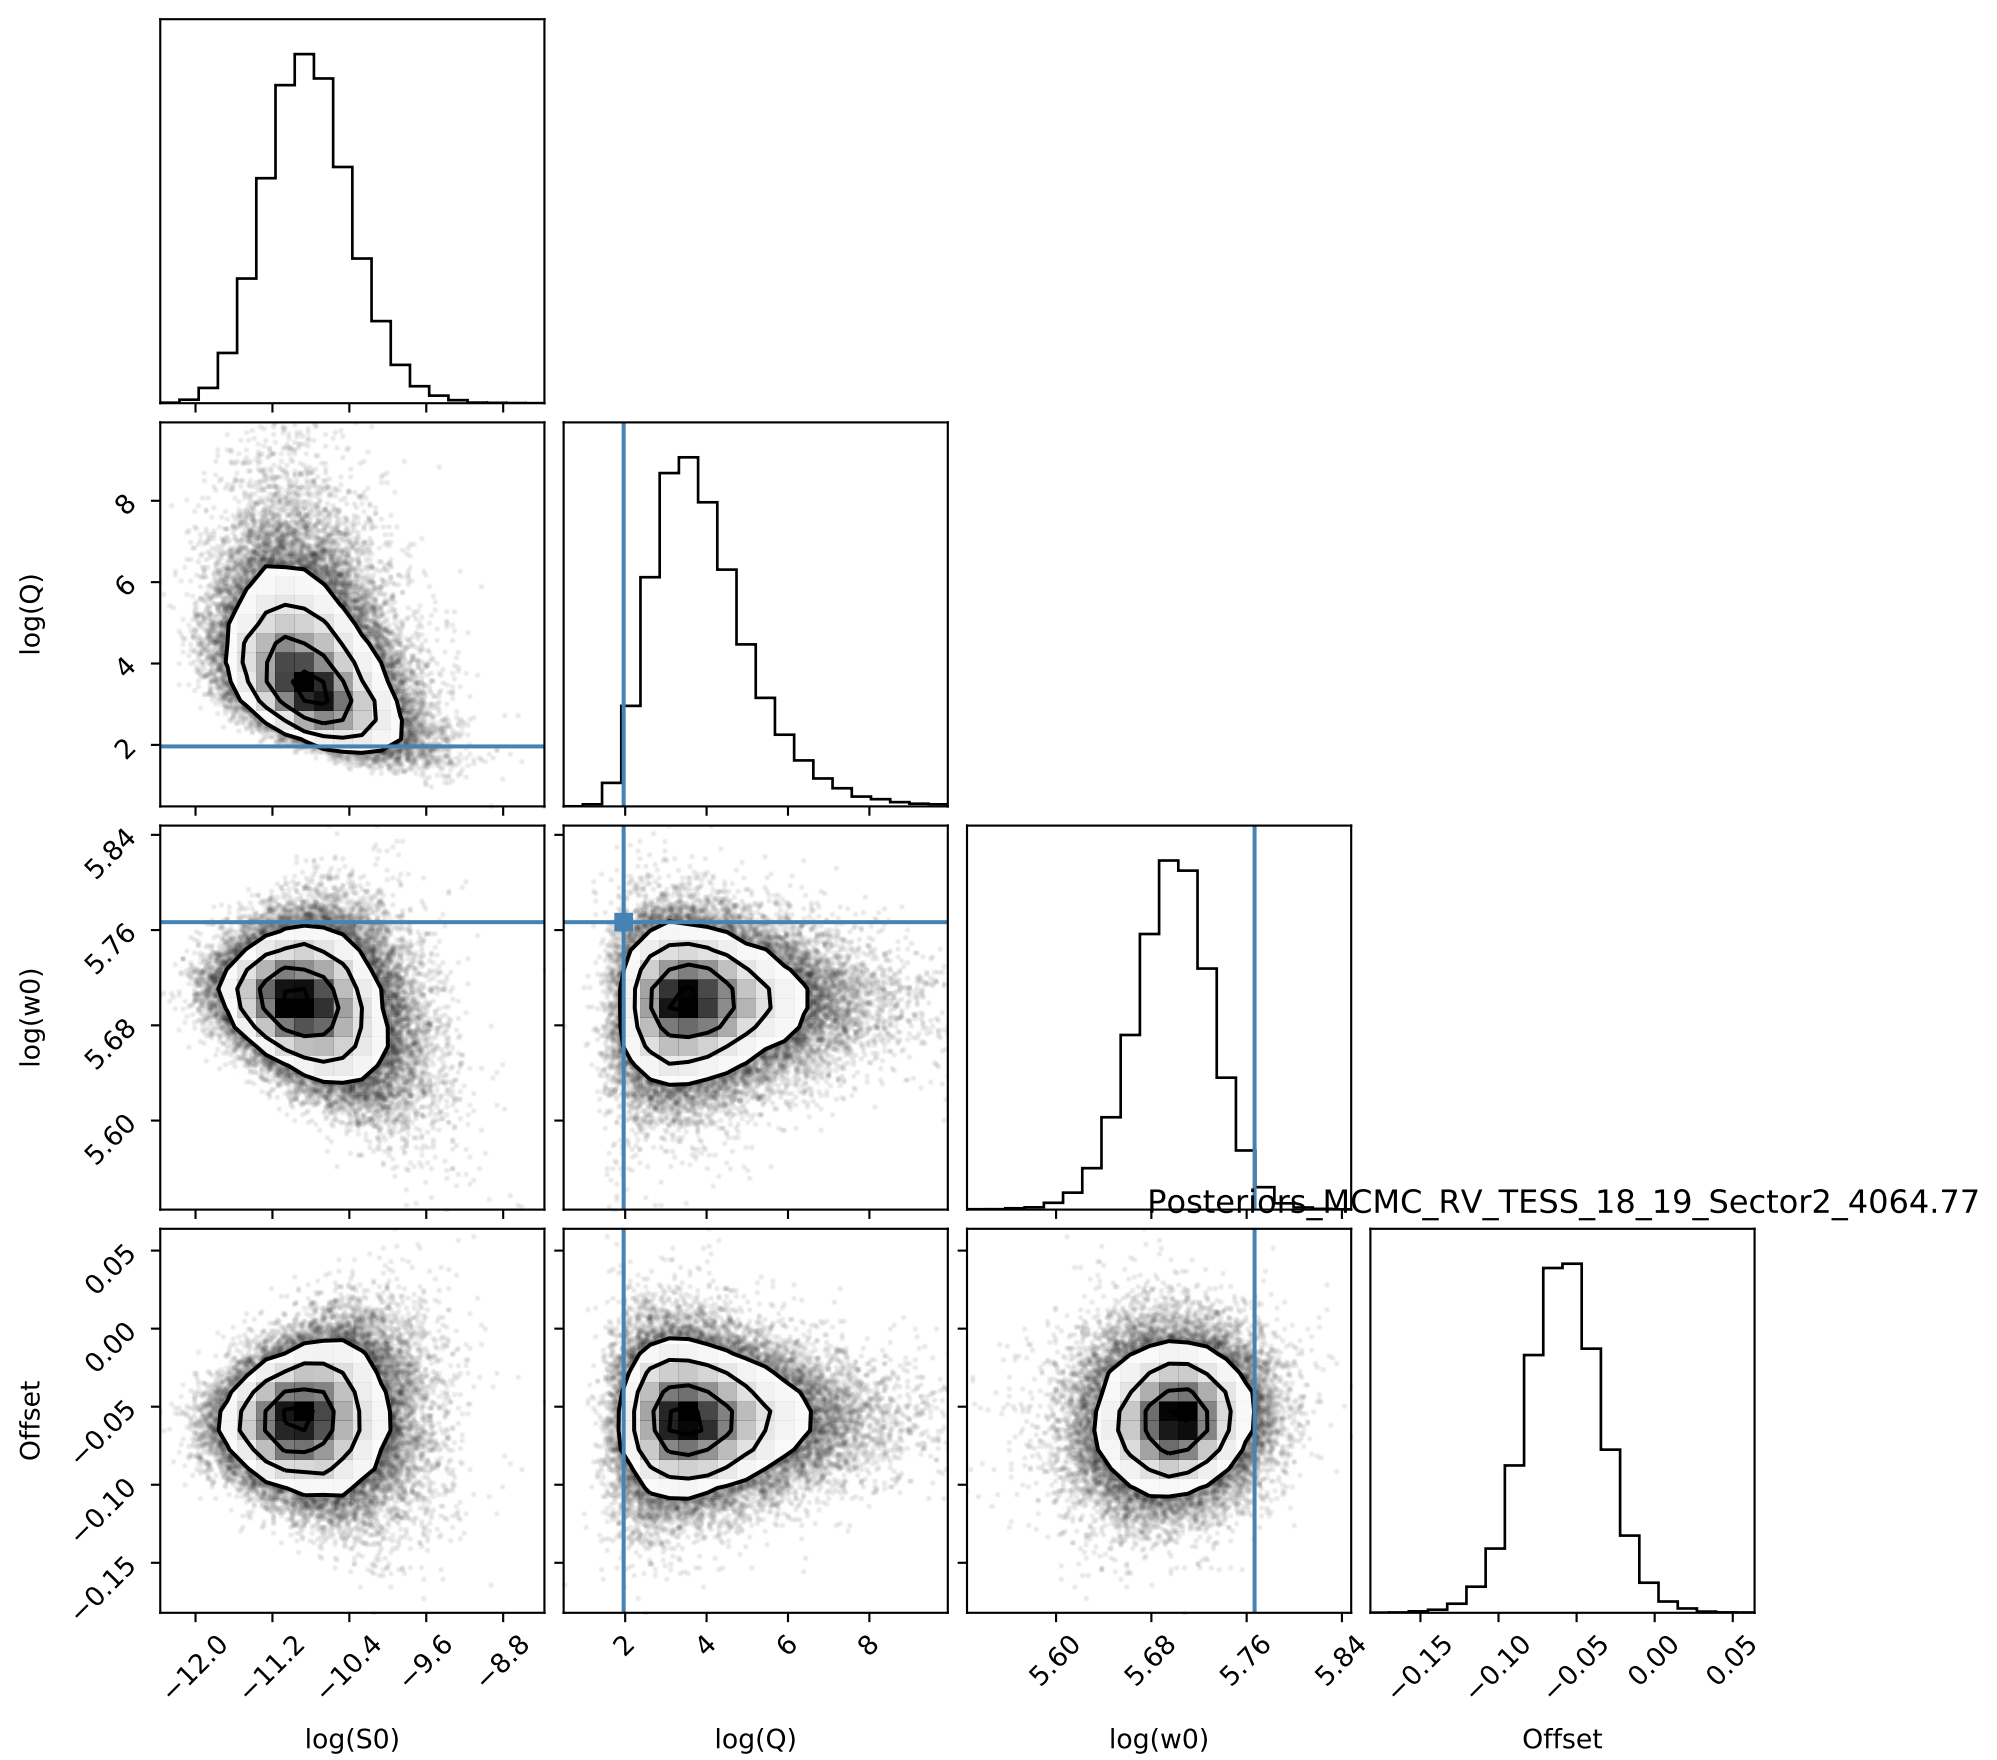 log(Q)
8
6
4
2
log(w0)
5.84
5.76
5.68
5.60
Posteriors_MCMC_RV_TESS_18_19_Sector2_4064.77
Offset
0.05
0.00
−0.05
−0.10
−0.15
−12.0 −11.2 −10.4 −9.6 −8.8
2 4 6 8
5.60 5.68 5.76 5.84
−0.15 −0.10 −0.05 0.00 0.05
log(S0)
log(Q)
log(w0)
Offset